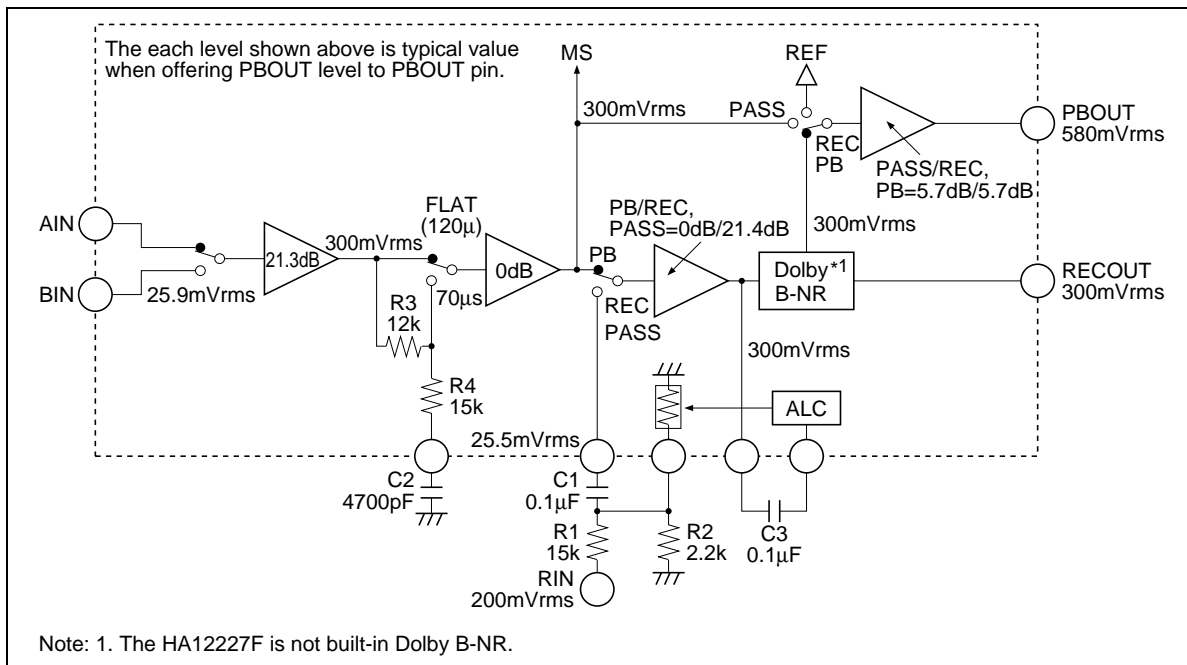 The each level shown above is typical value
when offering PBOUT level to PBOUT pin.
MS
REF
300mVrms
PASS
REC
PB
PBOUT
580mVrms
PASS/REC,
PB=5.7dB/5.7dB
AIN
BIN
25.9mVrms
21.3dB
300mVrms
FLAT
(120µ)
70µs
0dB
PB
REC
PASS
PB/REC,
PASS=0dB/21.4dB
300mVrms
Dolby*1
B-NR
RECOUT
300mVrms
R3
12k
R4
15k
300mVrms
ALC
25.5mVrms
C2
4700pF
C1
0.1µF
R1
15k
R2
2.2k
C3
0.1µF
RIN
200mVrms
Note: 1. The HA12227F is not built-in Dolby B-NR.